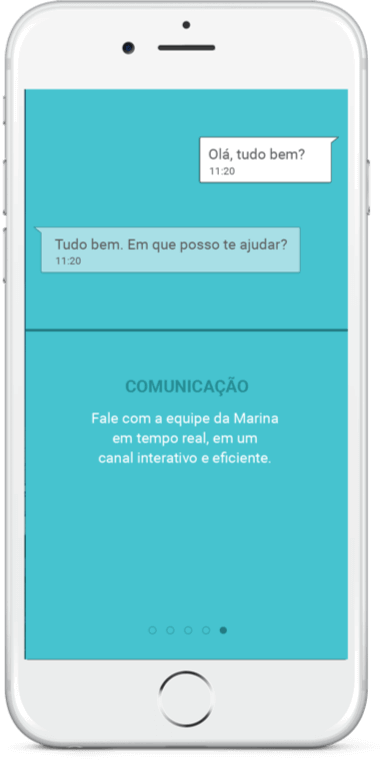 Olá, tudo bem?
11:20
Tudo bem. Em que posso te ajudar?
11:20
COMUNICAÇÃO
Fale com a equipe da Marina
em tempo real, em um
canal interativo e eficiente.